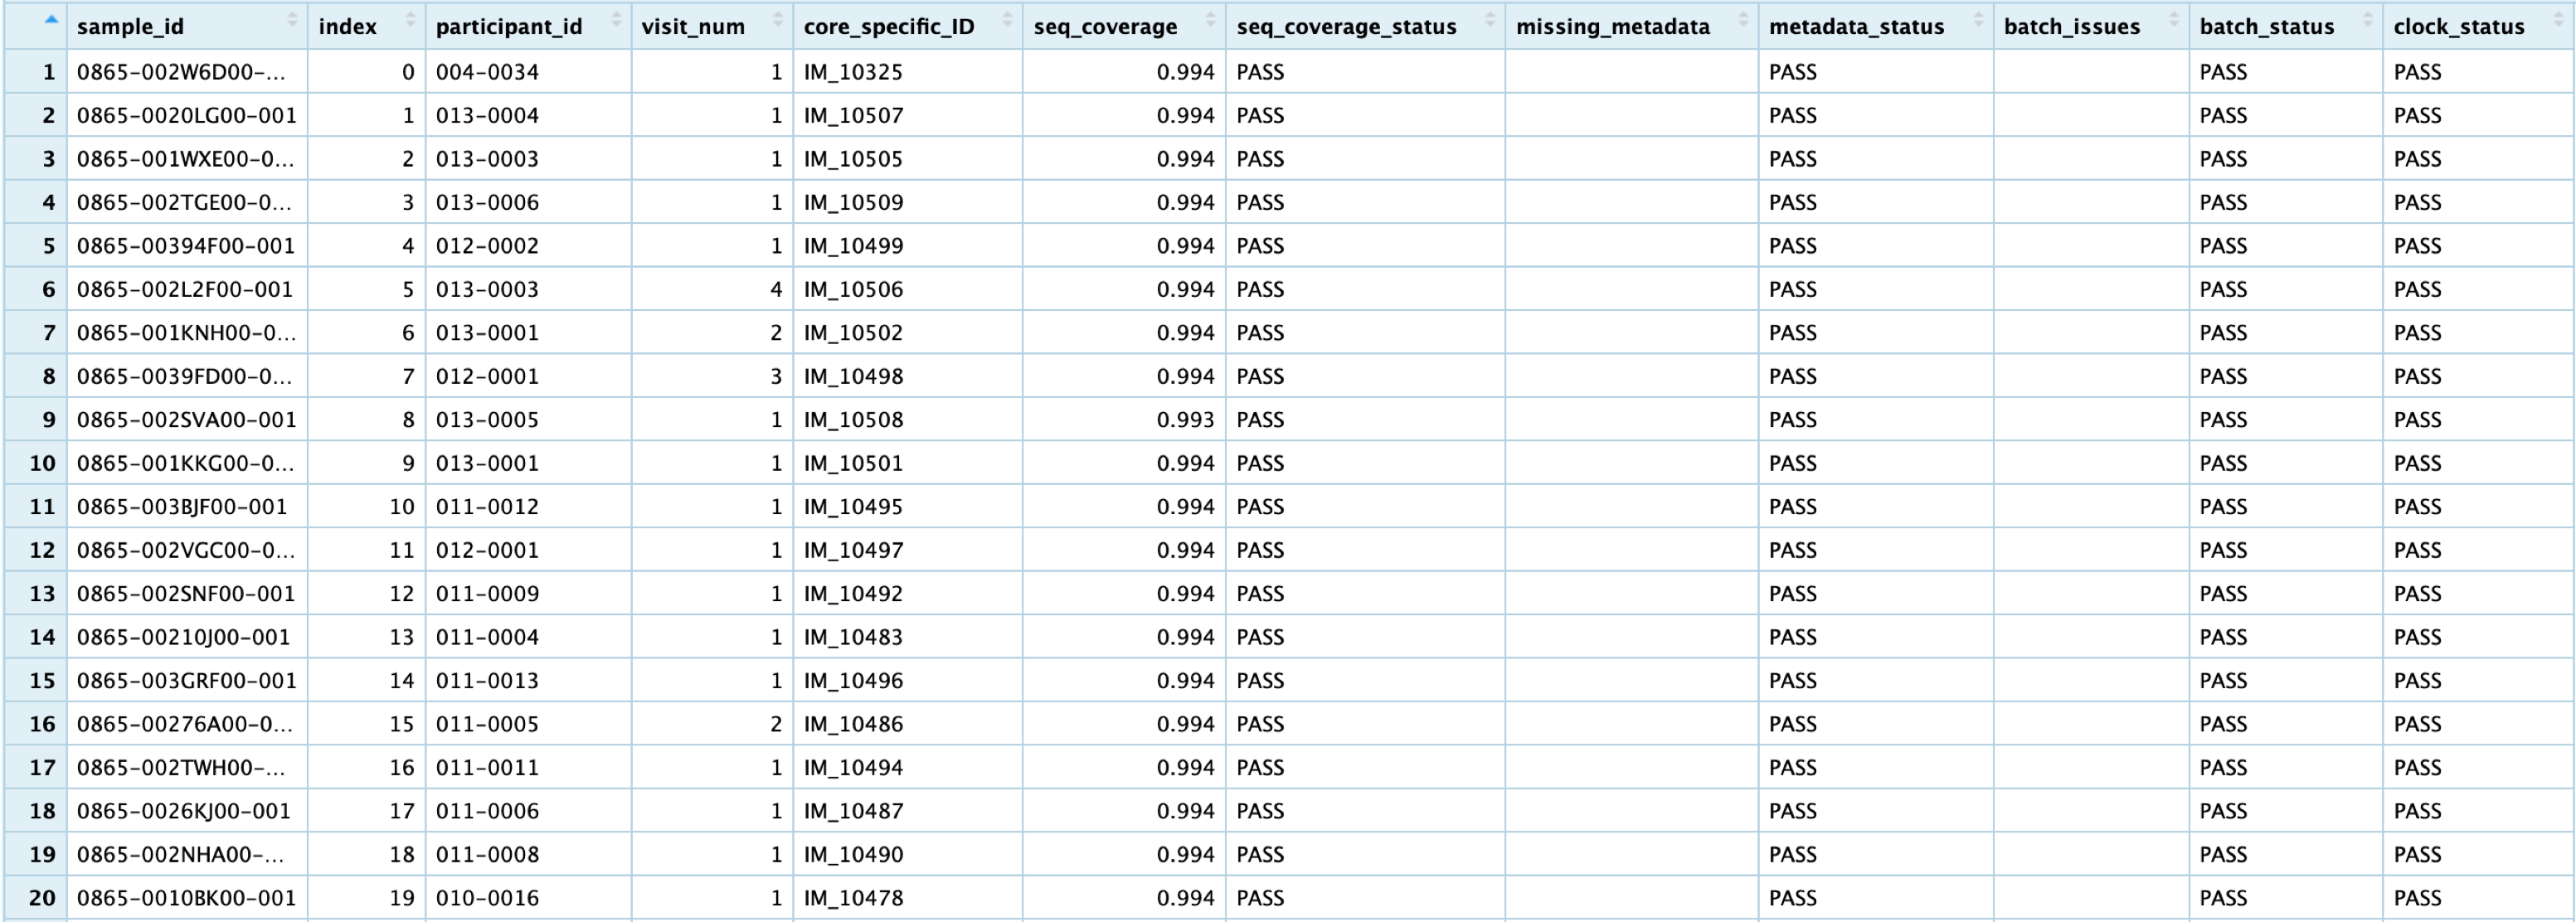 sample_id index participant_id visit_num core_specific_ID seq_coverage seq_coverage_status missing_metadata metadata_status batch_issues batch_status clock_status
1 0865-002W6D00-... 0 004-0034 1 IM_10325 0.994 PASS PASS PASS PASS
2 0865-0020LG00-001 1 013-0004 1 IM_10507 0.994 PASS PASS PASS PASS
3 0865-001WXE00-0... 2 013-0003 1 IM_10505 0.994 PASS PASS PASS PASS
4 0865-002TGE00-0... 3 013-0006 1 IM_10509 0.994 PASS PASS PASS PASS
5 0865-00394F00-001 4 012-0002 1 IM_10499 0.994 PASS PASS PASS PASS
6 0865-002L2F00-001 5 013-0003 4 IM_10506 0.994 PASS PASS PASS PASS
7 0865-001KNH00-0... 6 013-0001 2 IM_10502 0.994 PASS PASS PASS PASS
8 0865-0039FD00-0... 7 012-0001 3 IM_10498 0.994 PASS PASS PASS PASS
9 0865-002SVA00-001 8 013-0005 1 IM_10508 0.993 PASS PASS PASS PASS
10 0865-001KKG00-0... 9 013-0001 1 IM_10501 0.994 PASS PASS PASS PASS
11 0865-003BJF00-001 10 011-0012 1 IM_10495 0.994 PASS PASS PASS PASS
12 0865-002VGC00-0... 11 012-0001 1 IM_10497 0.994 PASS PASS PASS PASS
13 0865-002SNF00-001 12 011-0009 1 IM_10492 0.994 PASS PASS PASS PASS
14 0865-00210J00-001 13 011-0004 1 IM_10483 0.994 PASS PASS PASS PASS
15 0865-003GRF00-001 14 011-0013 1 IM_10496 0.994 PASS PASS PASS PASS
16 0865-00276A00-0... 15 011-0005 2 IM_10486 0.994 PASS PASS PASS PASS
17 0865-002TWH00-... 16 011-0011 1 IM_10494 0.994 PASS PASS PASS PASS
18 0865-0026KJ00-001 17 011-0006 1 IM_10487 0.994 PASS PASS PASS PASS
19 0865-002NHA00-... 18 011-0008 1 IM_10490 0.994 PASS PASS PASS PASS
20 0865-0010BK00-001 19 010-0016 1 IM_10478 0.994 PASS PASS PASS PASS